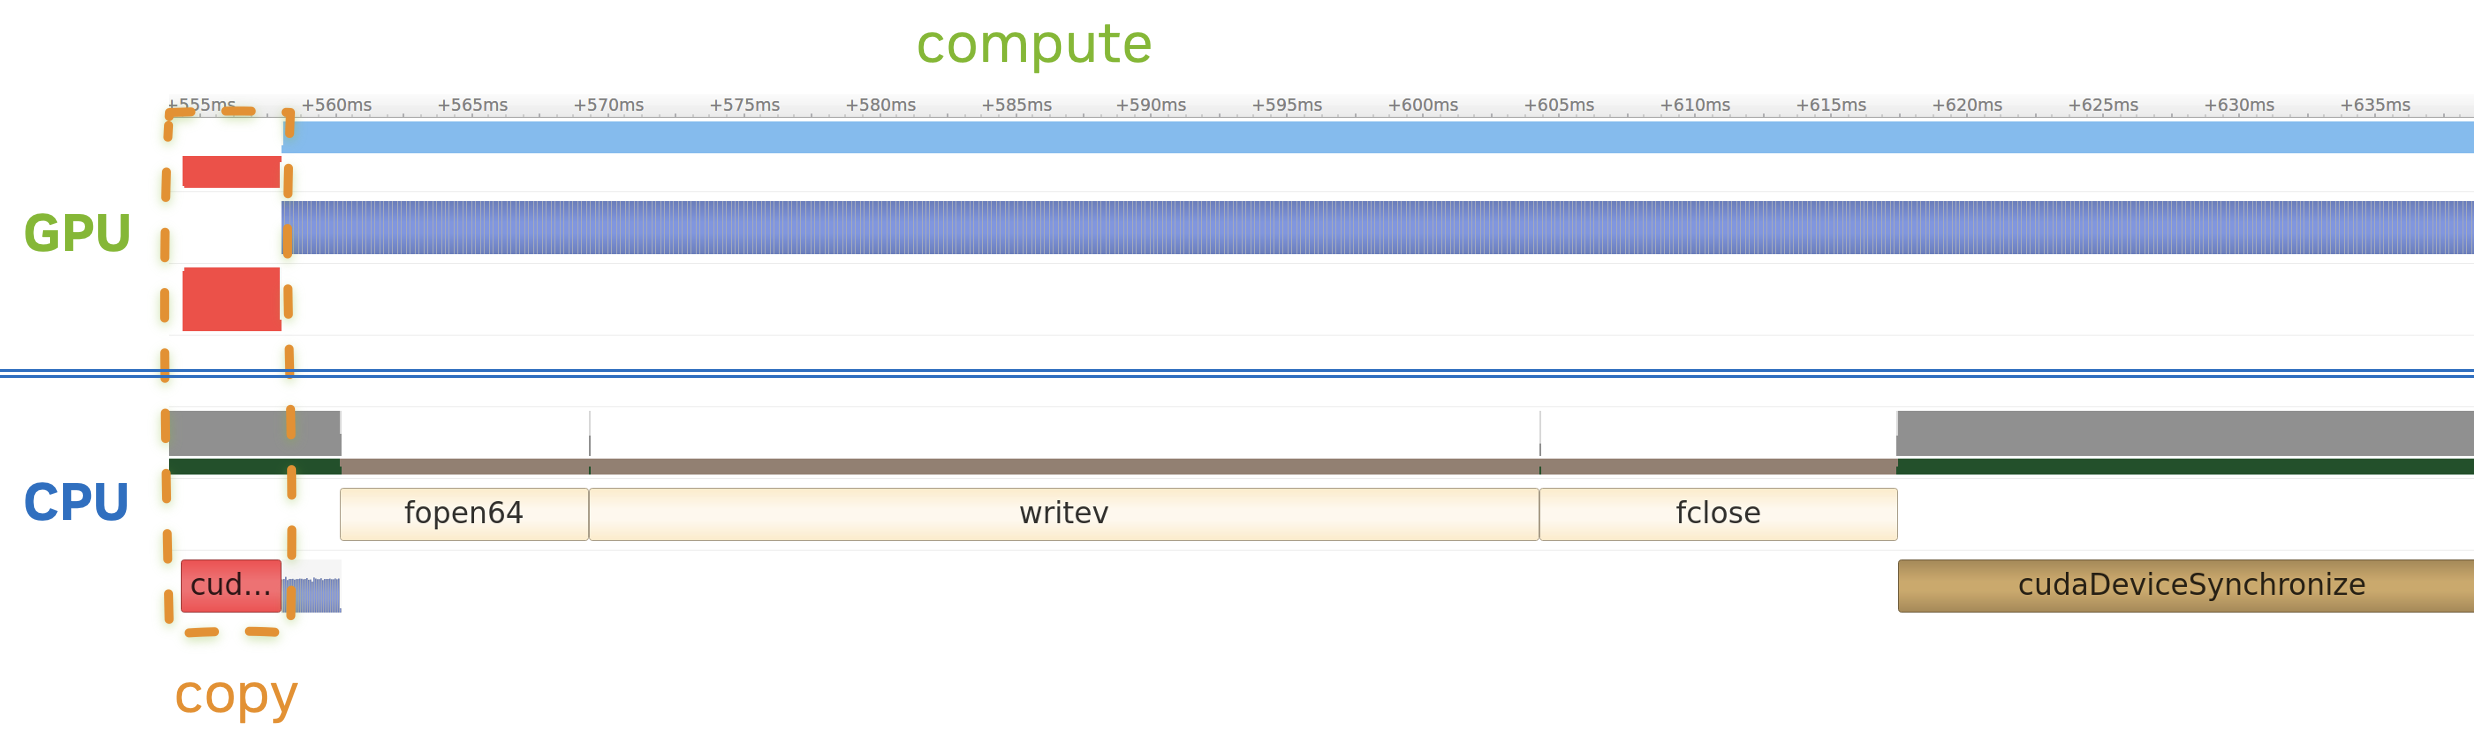 compute
+555ms +560ms +565ms +570ms +575ms +580ms +585ms +590ms +595ms +600ms +605ms +610ms +615ms +620ms +625ms +630ms +635ms
GPU
CPU
fopen64 writev fclose
cud... cudaDeviceSynchronize
copy